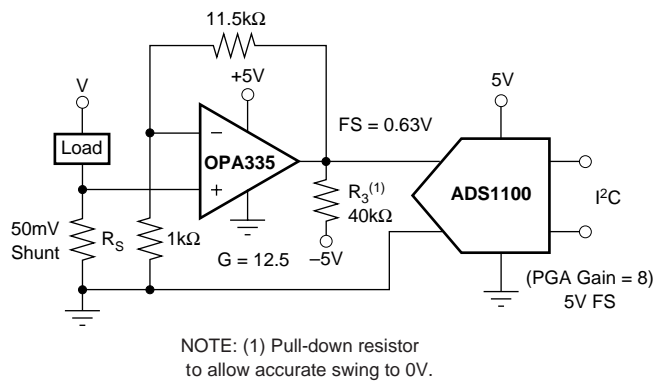 11.5kΩ
V
+5V
5V
FS = 0.63V
Load
−
OPA335
+
R3(1)
40kΩ
ADS1100
I2C
50mV
Shunt
RS
1kΩ
G = 12.5
–5V
(PGA Gain = 8)
5V FS
NOTE: (1) Pull-down resistor
to allow accurate swing to 0V.